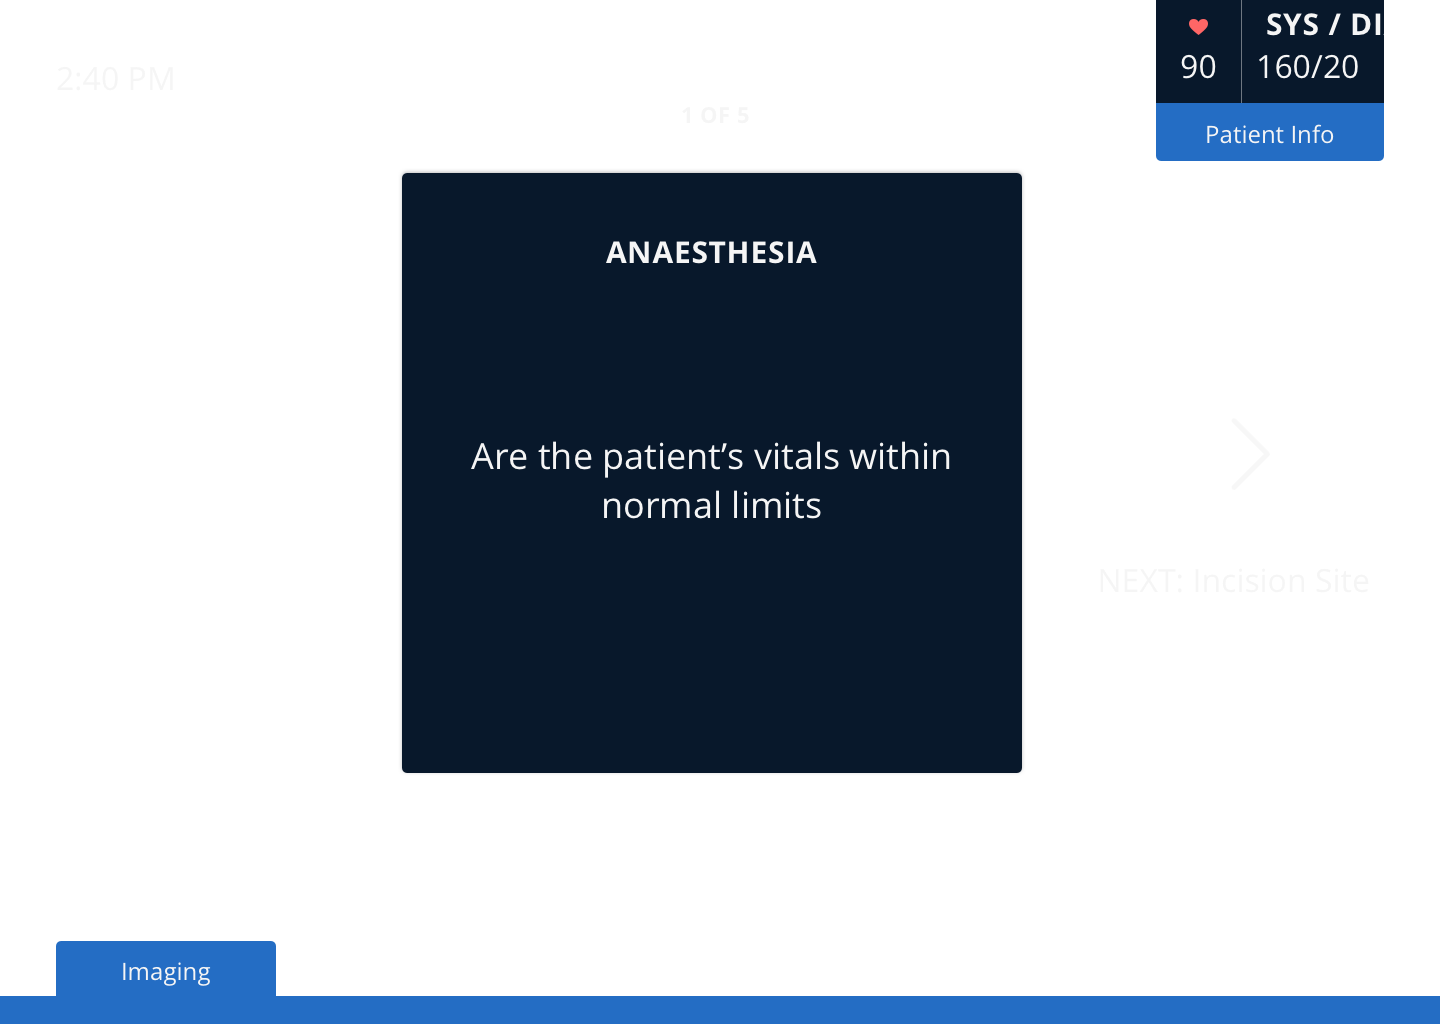 2:40 PM
90
SYS / DI
160/20
Patient Info
1 OF 5
ANAESTHESIA
Are the patient’s vitals within
normal limits
NEXT: Incision Site
Imaging